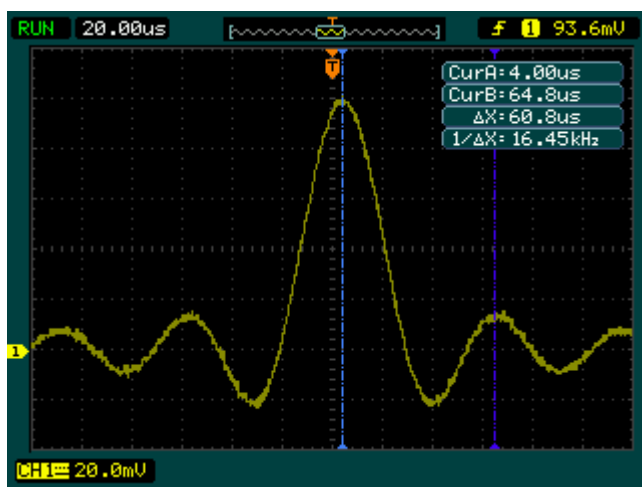 RUN 20.00us T f 1 93.6mV
T
CurA=4.00us
CurB=64.8us
ΔX=60.8us
1/ΔX=16.45kHz
1
CH1 20.0mV